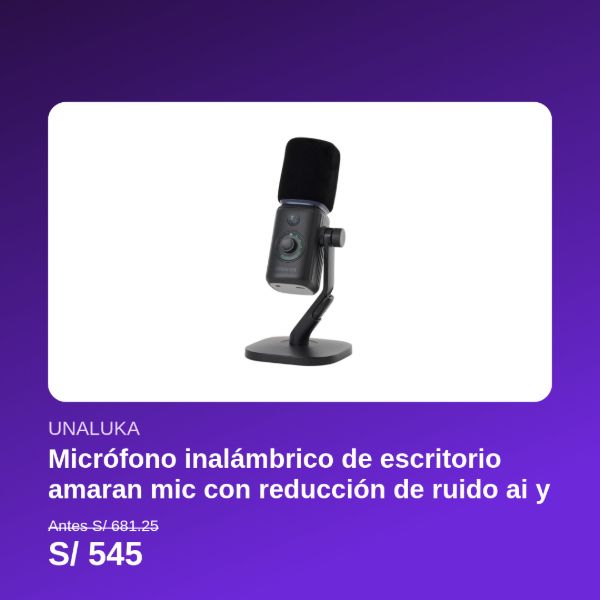 UNALUKA
Micrófono inalámbrico de escritorio
amaran mic con reducción de ruido ai y
Antes S/ 681.25
S/ 545